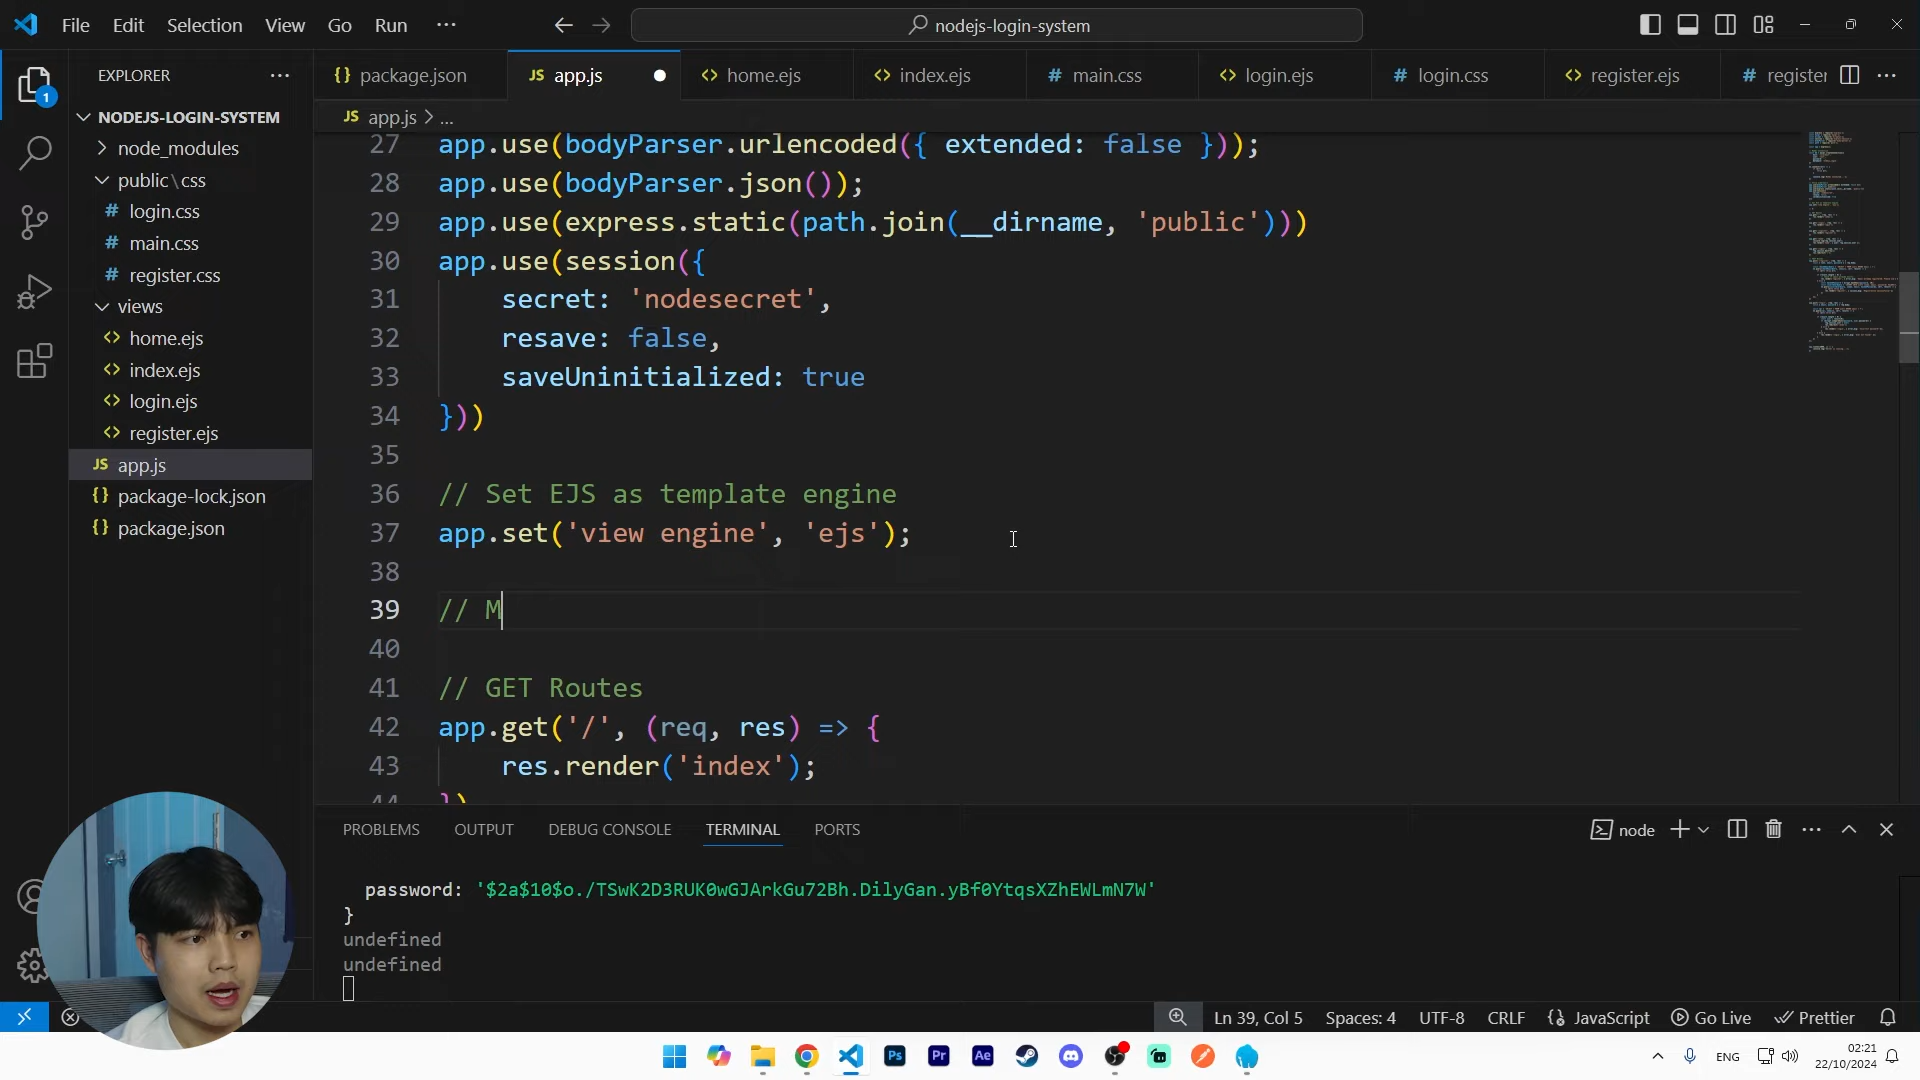 File Edit Selection View Go Run ···
nodejs-login-system
EXPLORER
package.json
JS app.js
home.ejs
index.ejs
# main.css
login.ejs
# login.css
register.ejs
# register
1
NODEJS-LOGIN-SYSTEM
node_modules
public\css
# login.css
# main.css
# register.css
views
home.ejs
index.ejs
login.ejs
register.ejs
JS app.js
package-lock.json
package.json
JS app.js > ...
27 app.use(bodyParser.urlencoded({ extended: false }));
28 app.use(bodyParser.json());
29 app.use(express.static(path.join(__dirname, 'public')))
30 app.use(session({
31 secret: 'nodesecret',
32 resave: false,
33 saveUninitialized: true
34 }))
35
36 // Set EJS as template engine
37 app.set('view engine', 'ejs');
38
39 // M
40
41 // GET Routes
42 app.get('/', (req, res) => {
43 res.render('index');
44 })
PROBLEMS OUTPUT DEBUG CONSOLE TERMINAL PORTS
node
password: '$2a$10$o./TSwK2D3RUK0wGJArkGu72Bh.DilyGan.yBf0YtqsXZhEWLmN7W'
}
undefined
undefined
Ln 39, Col 5 Spaces: 4 UTF-8 CRLF JavaScript Go Live Prettier
Ps Pr Ae
ENG
02:21
22/10/2024